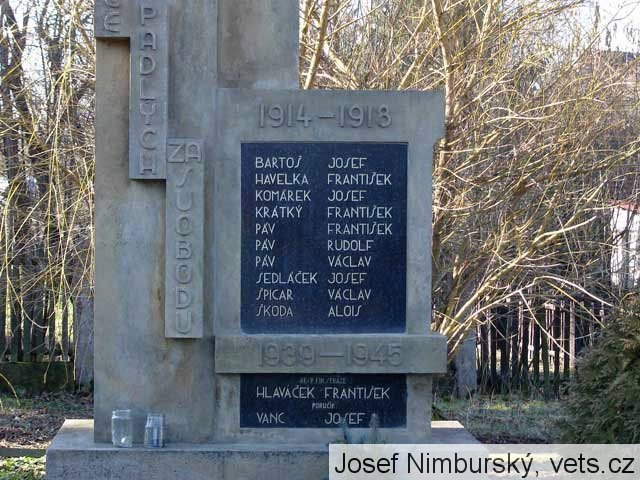 PADLÝCH
ZA
SVOBODU
1914-1918
BARTOŠ JOSEF
HAVELKA FRANTIŠEK
KOMÁREK JOSEF
KRÁTKÝ FRANTIŠEK
PÁV FRANTIŠEK
PÁV RUDOLF
PÁV VÁCLAV
SEDLÁČEK JOSEF
ŠPICAR VÁCLAV
ŠKODA ALOIS
1939-1945
HLAVÁČEK FRANTIŠEK
PORUČÍK
VANC JOSEF
Josef Nimburský, vets.cz